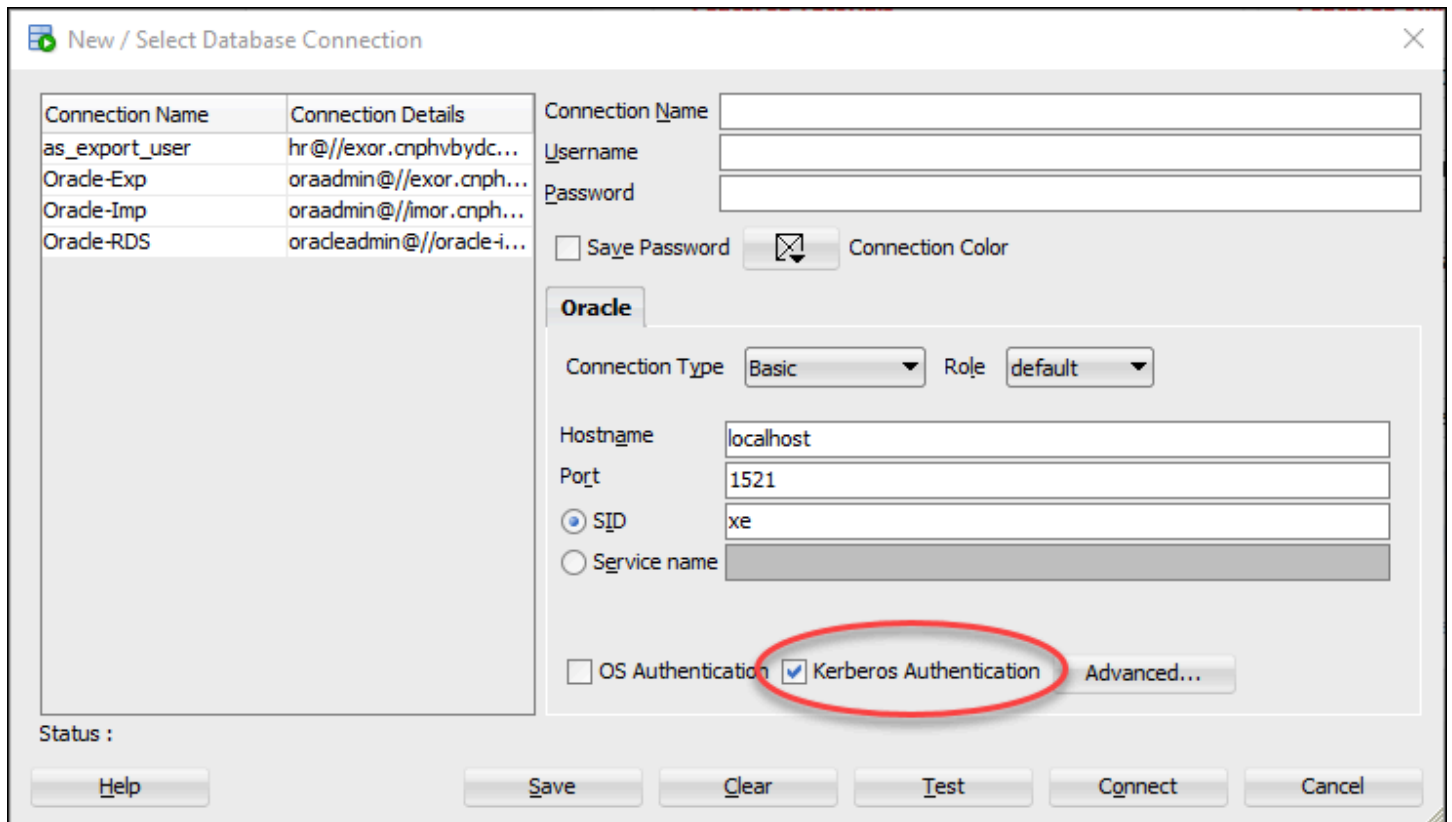 New / Select Database Connection
Connection Name Connection Details
as_export_user hr@//exor.cnphvbydc...
Oracle-Exp oraadmin@//exor.cnph...
Oracle-Imp oraadmin@//imor.cnph...
Oracle-RDS oracleadmin@//oracle-i...
Connection Name
Username
Password
Save Password Connection Color
Oracle
Connection Type Basic Role default
Hostname localhost
Port 1521
SID xe
Service name
OS Authentication Kerberos Authentication Advanced...
Status :
Help Save Clear Test Connect Cancel